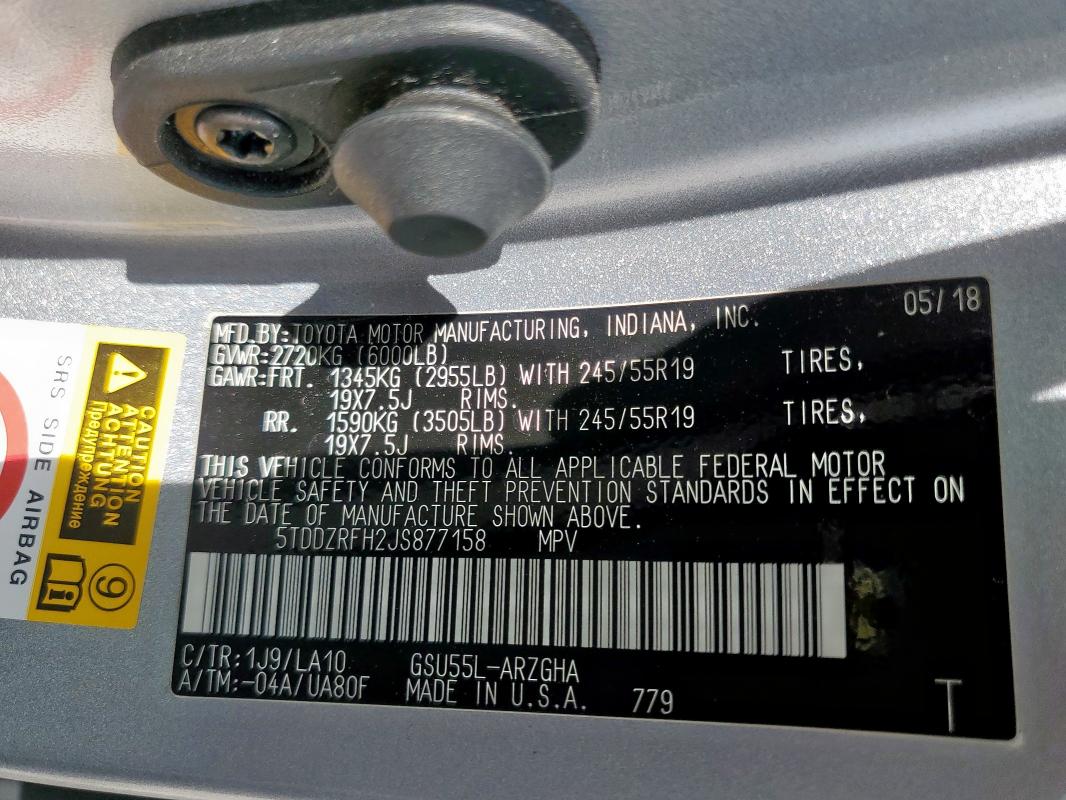 05/18
MFD.BY:TOYOTA MOTOR MANUFACTURING, INDIANA, INC.
GVWR:2720KG (6000LB)
GAWR:FRT. 1345KG (2955LB) WITH 245/55R19 TIRES,
19X7.5J RIMS.
RR. 1590KG (3505LB) WITH 245/55R19 TIRES,
19X7.5J RIMS.
THIS VEHICLE CONFORMS TO ALL APPLICABLE FEDERAL MOTOR
VEHICLE SAFETY AND THEFT PREVENTION STANDARDS IN EFFECT ON
THE DATE OF MANUFACTURE SHOWN ABOVE.
5TDDZRFH2JS877158 MPV
C/TR:1J9/LA10 GSU55L-ARZGHA
A/TM:-04A/UA80F MADE IN U.S.A. 779
T
CAUTION
ATTENTION
ACHTUNG
Предупреждение
SRS SIDE AIRBAG
9